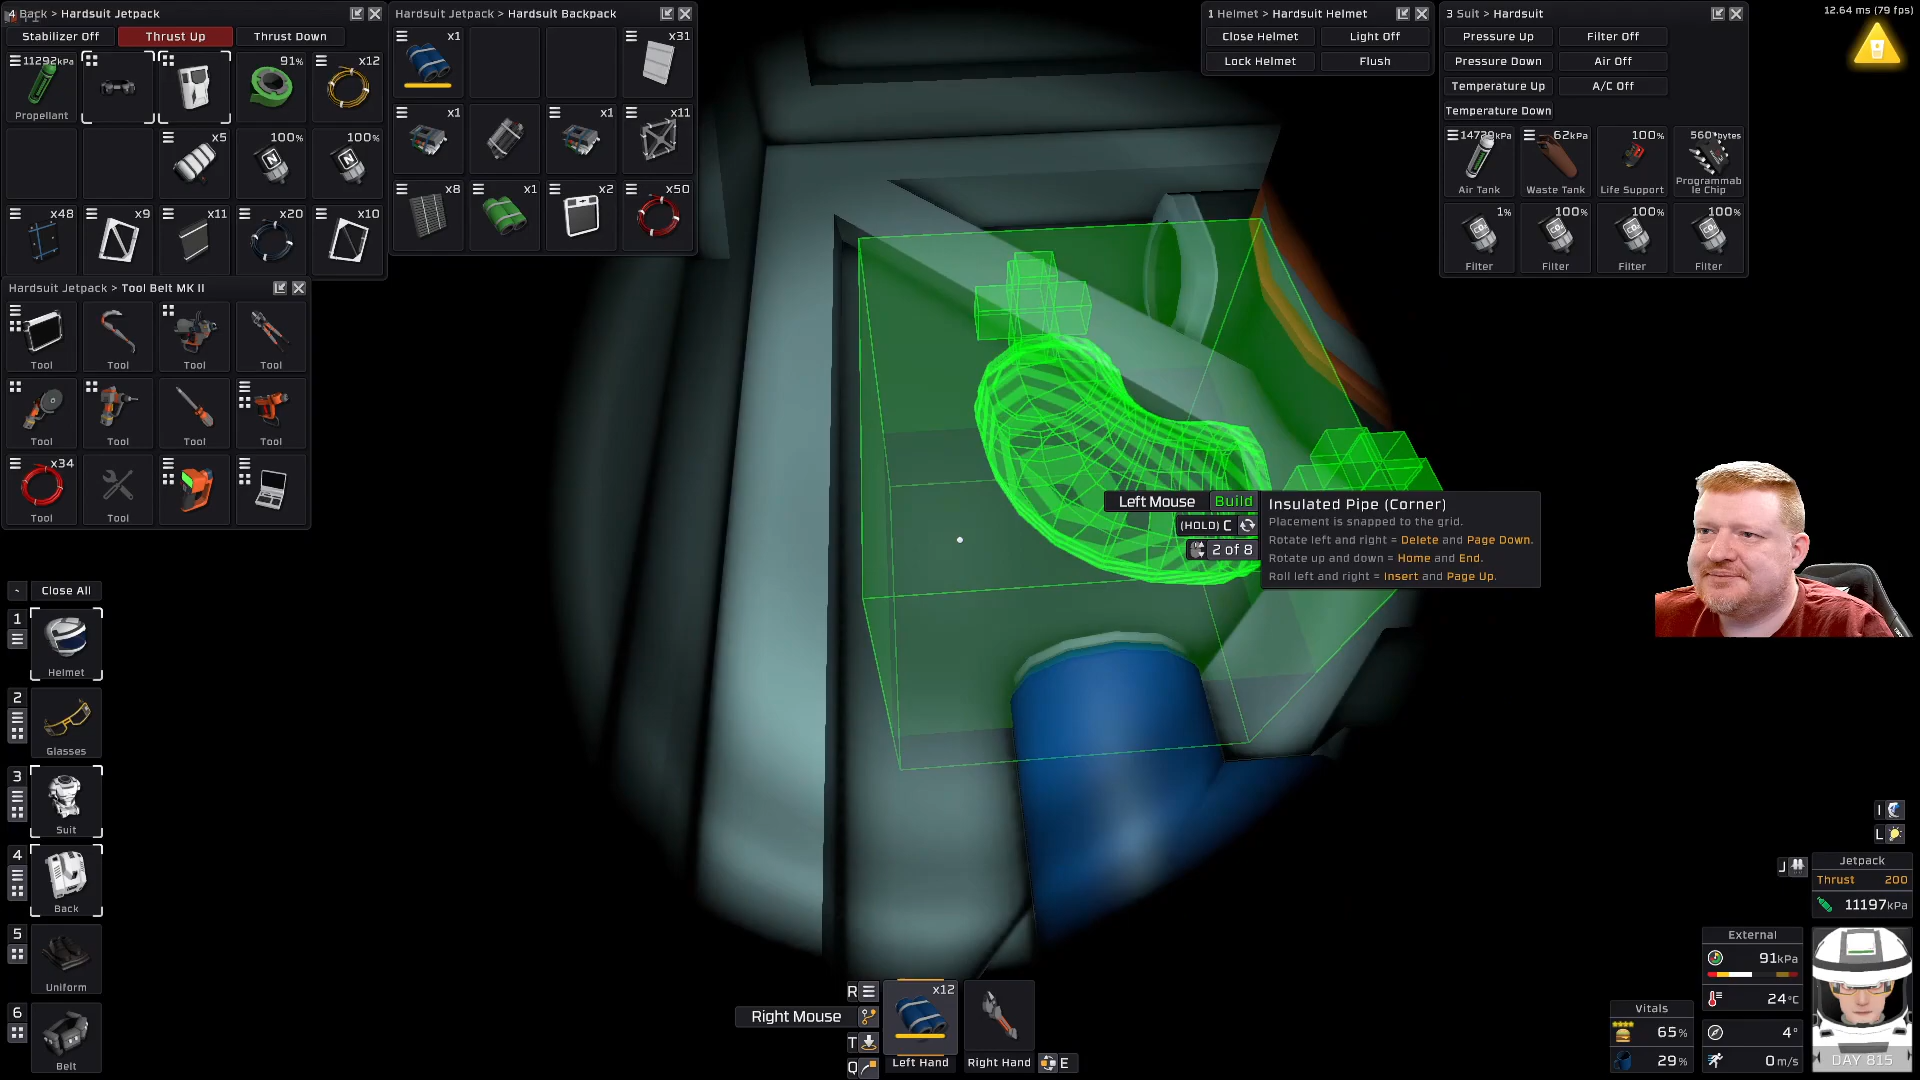 4 Back > Hardsuit Jetpack
Stabilizer Off
Thrust Up
Thrust Down
11292kPa
Propellant
91%
x12
x5
100%
N
100%
N
x48
x9
x11
x20
x10
Hardsuit Jetpack > Hardsuit Backpack
x1
x31
x1
x1
x11
x8
x1
x2
x50
Hardsuit Jetpack > Tool Belt MK II
Tool
Tool
Tool
Tool
Tool
Tool
Tool
Tool
x34
Tool
Tool
1 Helmet > Hardsuit Helmet
Close Helmet
Light Off
Lock Helmet
Flush
3 Suit > Hardsuit
Pressure Up
Filter Off
Pressure Down
Air Off
Temperature Up
A/C Off
Temperature Down
Air Tank
62kPa
Waste Tank
100%
Life Support
560 bytes
Programmable Chip
1%
CO₂
Filter
100%
CO₂
Filter
100%
CO₂
Filter
100%
CO₂
Filter
12.64 ms (79 fps)
~
Close All
1
Helmet
2
Glasses
3
Suit
4
Back
5
Uniform
6
Belt
Left Mouse
Build
(HOLD) C
2 of 8
Insulated Pipe (Corner)
Placement is snapped to the grid.
Rotate left and right = Delete and Page Down.
Rotate up and down = Home and End.
Roll left and right = Insert and Page Up.
R
Right Mouse
T
Q
x12
Left Hand
Right Hand
E
I
L
J
Jetpack
Thrust 200
11197kPa
External
91kPa
24°C
Vitals
65%
29%
4°
0m/s
DAY 815